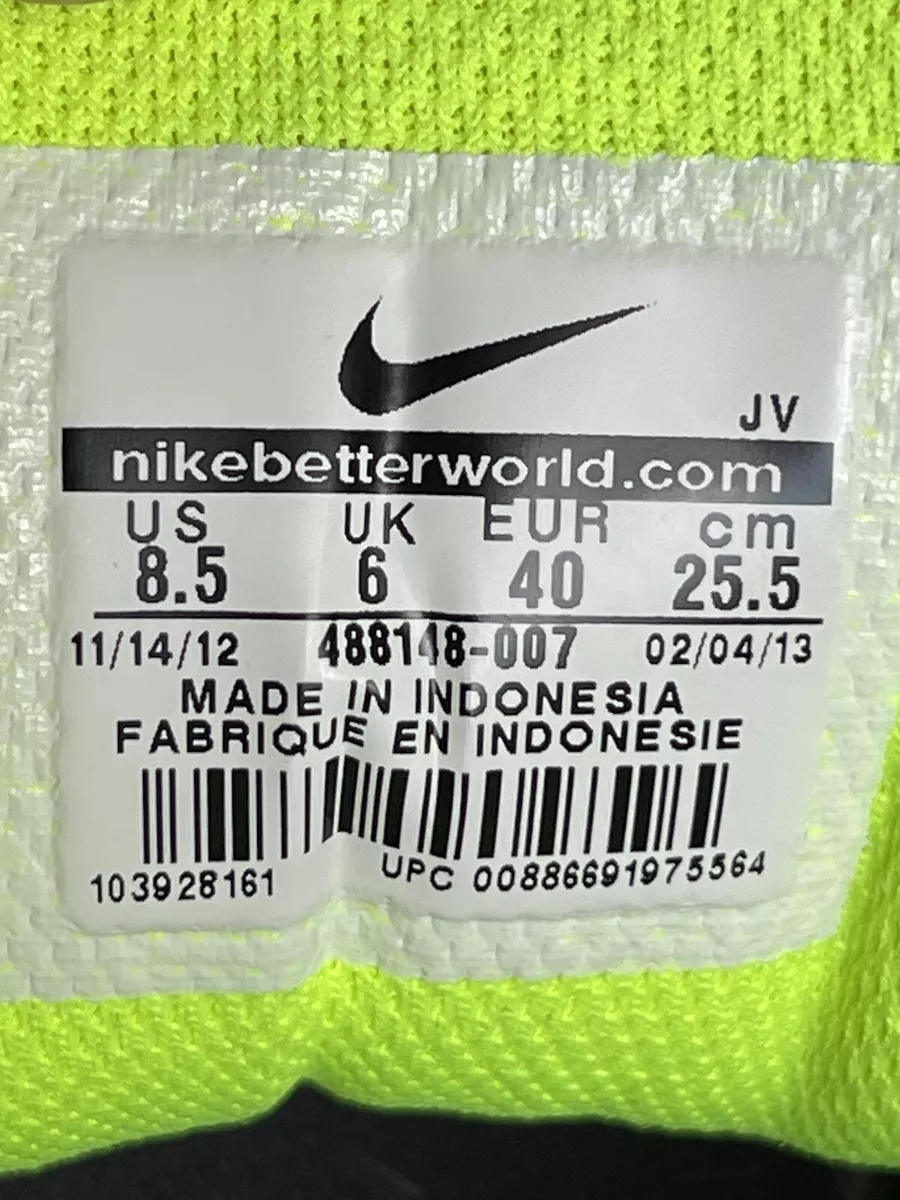 JV
nikebetterworld.com
US UK EUR cm
8.5 6 40 25.5
11/14/12 488148-007 02/04/13
MADE IN INDONESIA
FABRIQUE EN INDONESIE
103928161 UPC 00886691975564